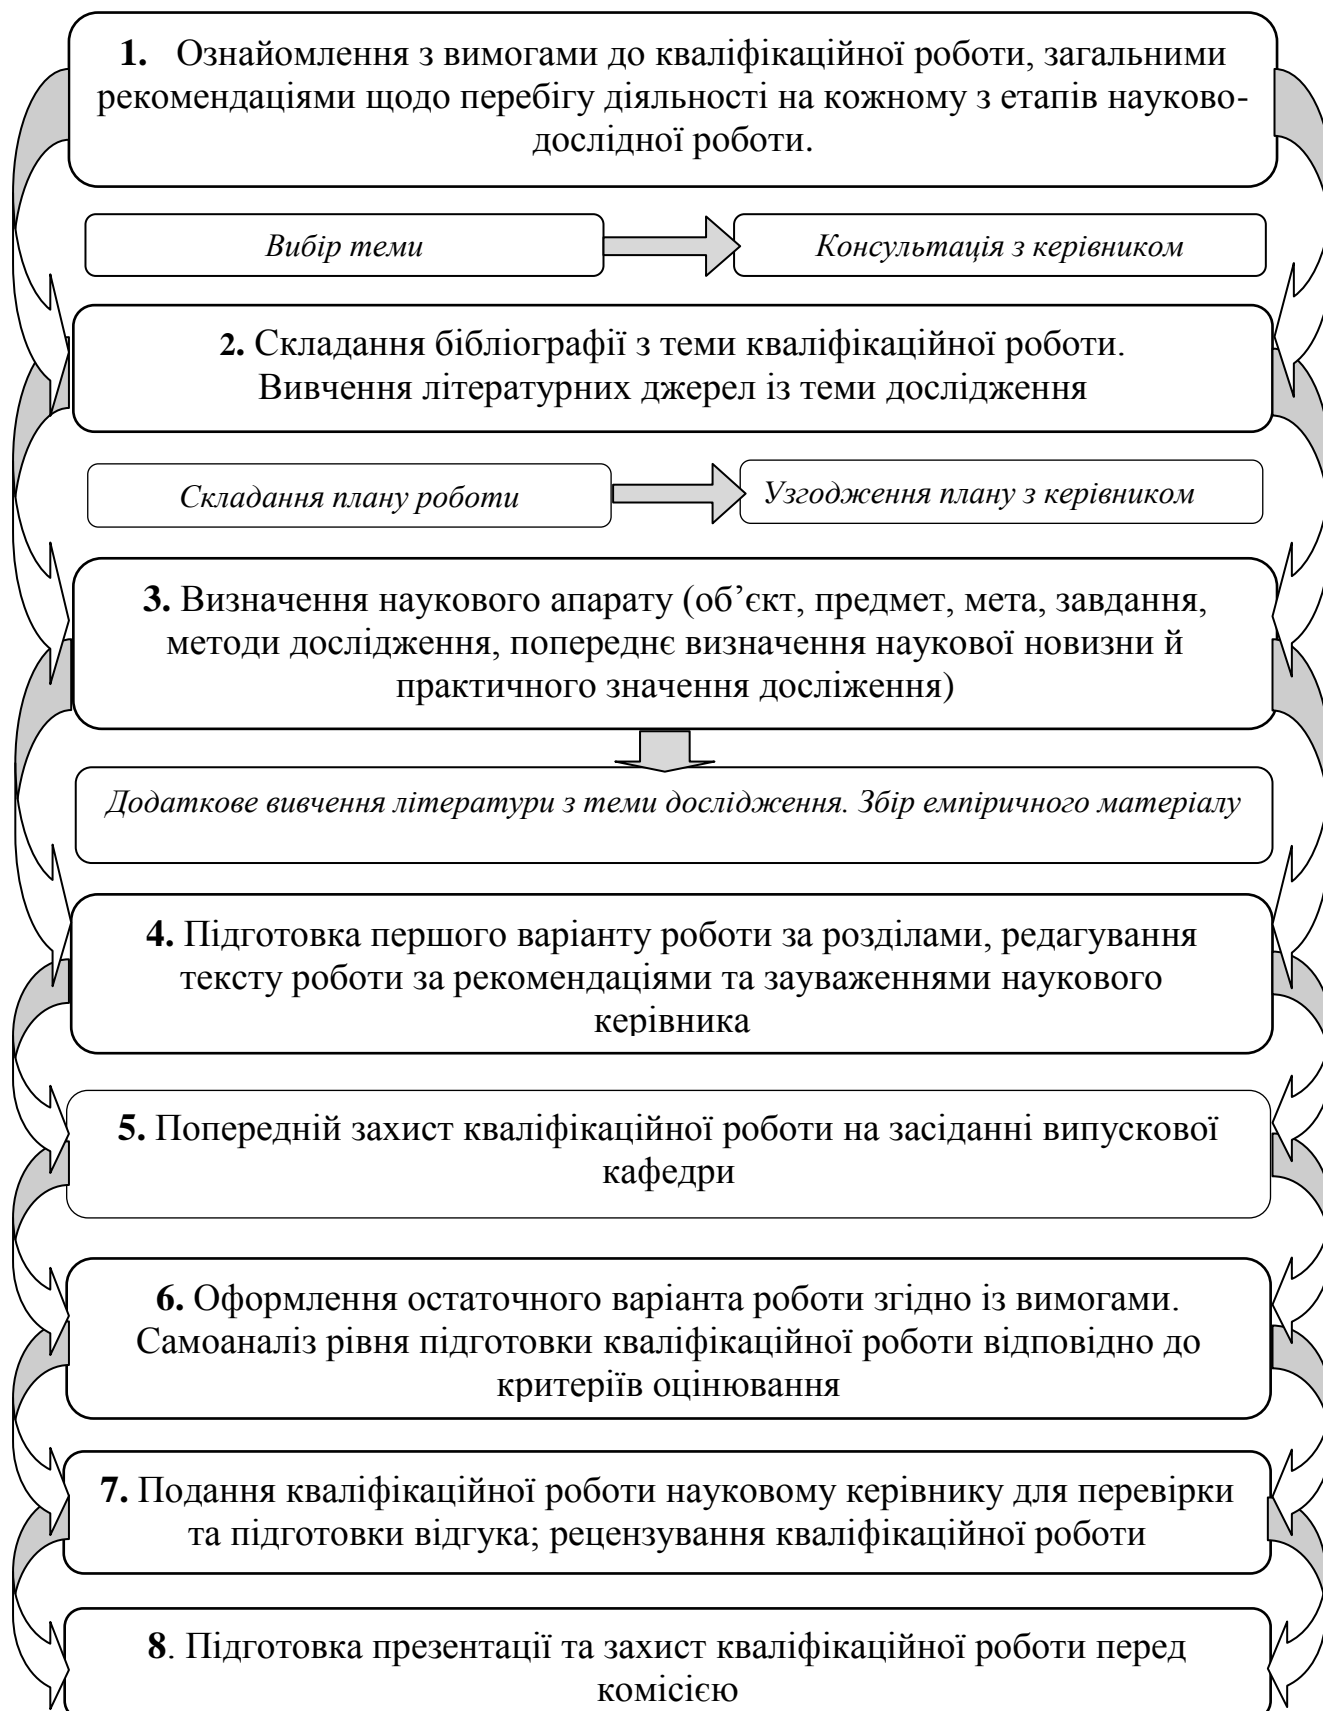 1. Ознайомлення з вимогами до кваліфікаційної роботи, загальними
рекомендаціями щодо перебігу діяльності на кожному з етапів науково-
дослідної роботи.
Вибір теми
Консультація з керівником
2. Складання бібліографії з теми кваліфікаційної роботи.
Вивчення літературних джерел із теми дослідження
Складання плану роботи
Узгодження плану з керівником
3. Визначення наукового апарату (об’єкт, предмет, мета, завдання,
методи дослідження, попереднє визначення наукової новизни й
практичного значення досліження)
Додаткове вивчення літератури з теми дослідження. Збір емпіричного матеріалу
4. Підготовка першого варіанту роботи за розділами, редагування
тексту роботи за рекомендаціями та зауваженнями наукового
керівника
5. Попередній захист кваліфікаційної роботи на засіданні випускової
кафедри
6. Оформлення остаточного варіанта роботи згідно із вимогами.
Самоаналіз рівня підготовки кваліфікаційної роботи відповідно до
критеріїв оцінювання
7. Подання кваліфікаційної роботи науковому керівнику для перевірки
та підготовки відгука; рецензування кваліфікаційної роботи
8. Підготовка презентації та захист кваліфікаційної роботи перед
комісією